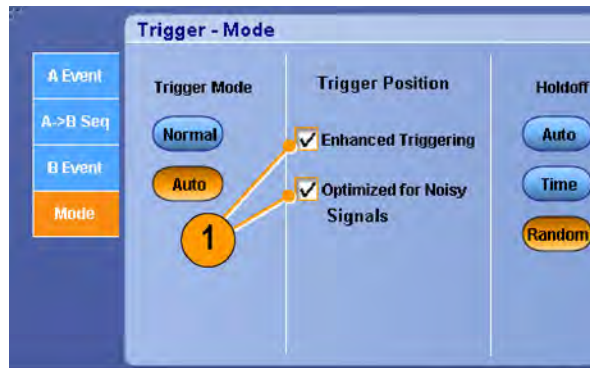 Trigger - Mode
A Event
A->B Seq
B Event
Mode
Trigger Mode
Normal
Auto
1
Trigger Position
Enhanced Triggering
Optimized for Noisy
Signals
Holdoff
Auto
Time
Random